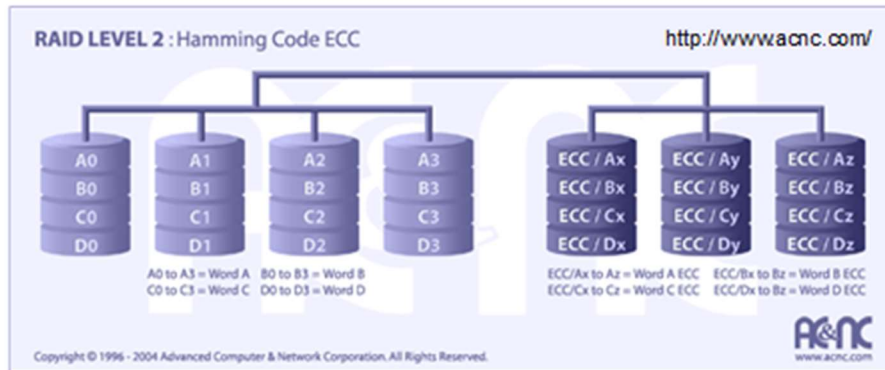 RAID LEVEL 2 : Hamming Code ECC http://www.acnc.com/
A0 A1 A2 A3 ECC / Ax ECC / Ay ECC / Az
B0 B1 B2 B3 ECC / Bx ECC / By ECC / Bz
C0 C1 C2 C3 ECC / Cx ECC / Cy ECC / Cz
D0 D1 D2 D3 ECC / Dx ECC / Dy ECC / Dz
A0 to A3 = Word A B0 to B3 = Word B ECC/Ax to Az = Word A ECC ECC/Bx to Bz = Word B ECC
C0 to C3 = Word C D0 to D3 = Word D ECC/Cx to Cz = Word C ECC ECC/Dx to Bz = Word D ECC
AC&NC
Copyright © 1996 - 2004 Advanced Computer & Network Corporation. All Rights Reserved. www.acnc.com